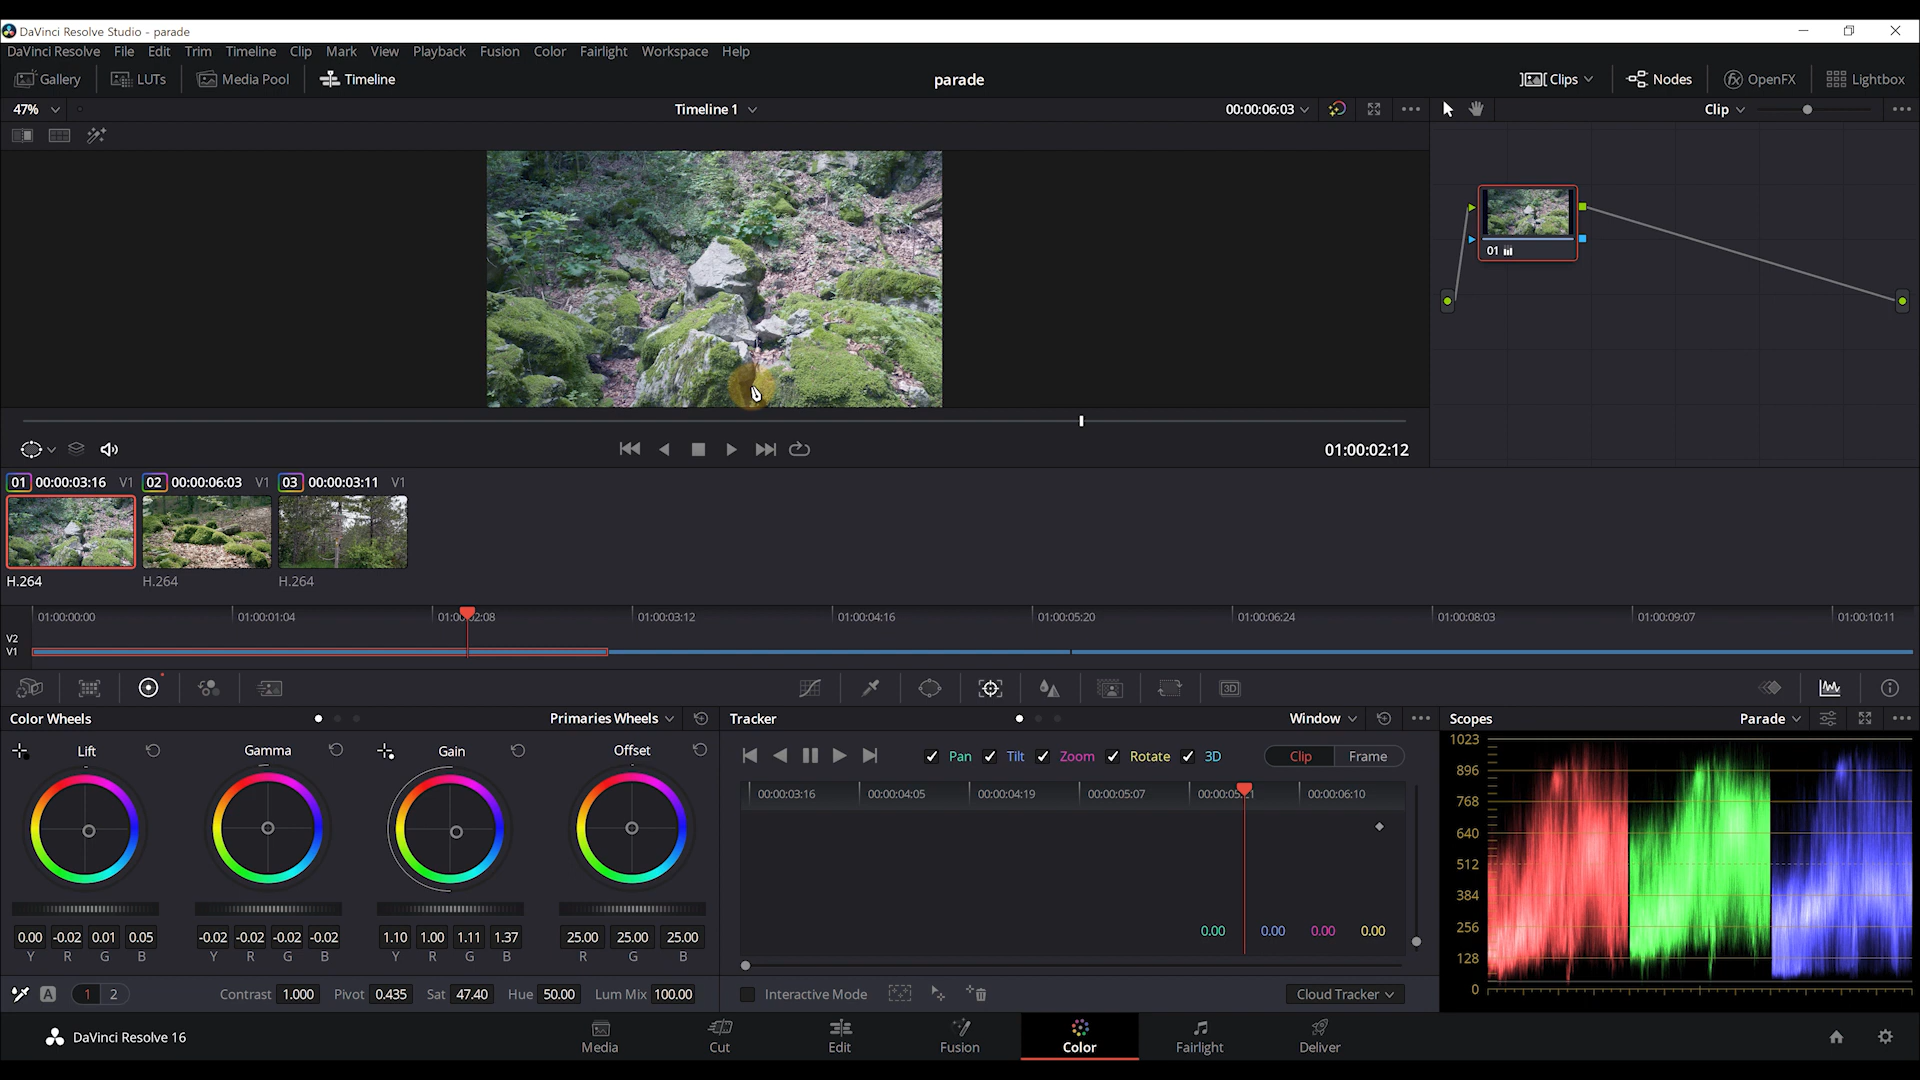 DaVinci Resolve Studio - parade
DaVinci Resolve File Edit Trim Timeline Clip Mark View Playback Fusion Color Fairlight Workspace Help
Gallery LUTs Media Pool Timeline parade Clips Nodes OpenFX Lightbox
47% Timeline 1 00:00:06:03 Clip
01
01:00:02:12
01 00:00:03:16 V1 02 00:00:06:03 V1 03 00:00:03:11 V1
H.264 H.264 H.264
01:00:00:00 01:00:01:04 01:00:02:08 01:00:03:12 01:00:04:16 01:00:05:20 01:00:06:24 01:00:08:03 01:00:09:07 01:00:10:11
V2
V1
3D
Color Wheels Primaries Wheels Tracker Window Scopes Parade
Lift Gamma Gain Offset Pan Tilt Zoom Rotate 3D Clip Frame
00:00:03:16 00:00:04:05 00:00:04:19 00:00:05:07 00:00:06:10
1023
896
768
640
512
384
256
128
0
0.00 0.00 0.00 0.00
0.00 -0.02 0.01 0.05 -0.02 -0.02 -0.02 -0.02 1.10 1.00 1.11 1.37 25.00 25.00 25.00
Y R G B Y R G B Y R G B R G B
A 1 2 Contrast 1.000 Pivot 0.435 Sat 47.40 Hue 50.00 Lum Mix 100.00 Interactive Mode Cloud Tracker
DaVinci Resolve 16 Media Cut Edit Fusion Color Fairlight Deliver